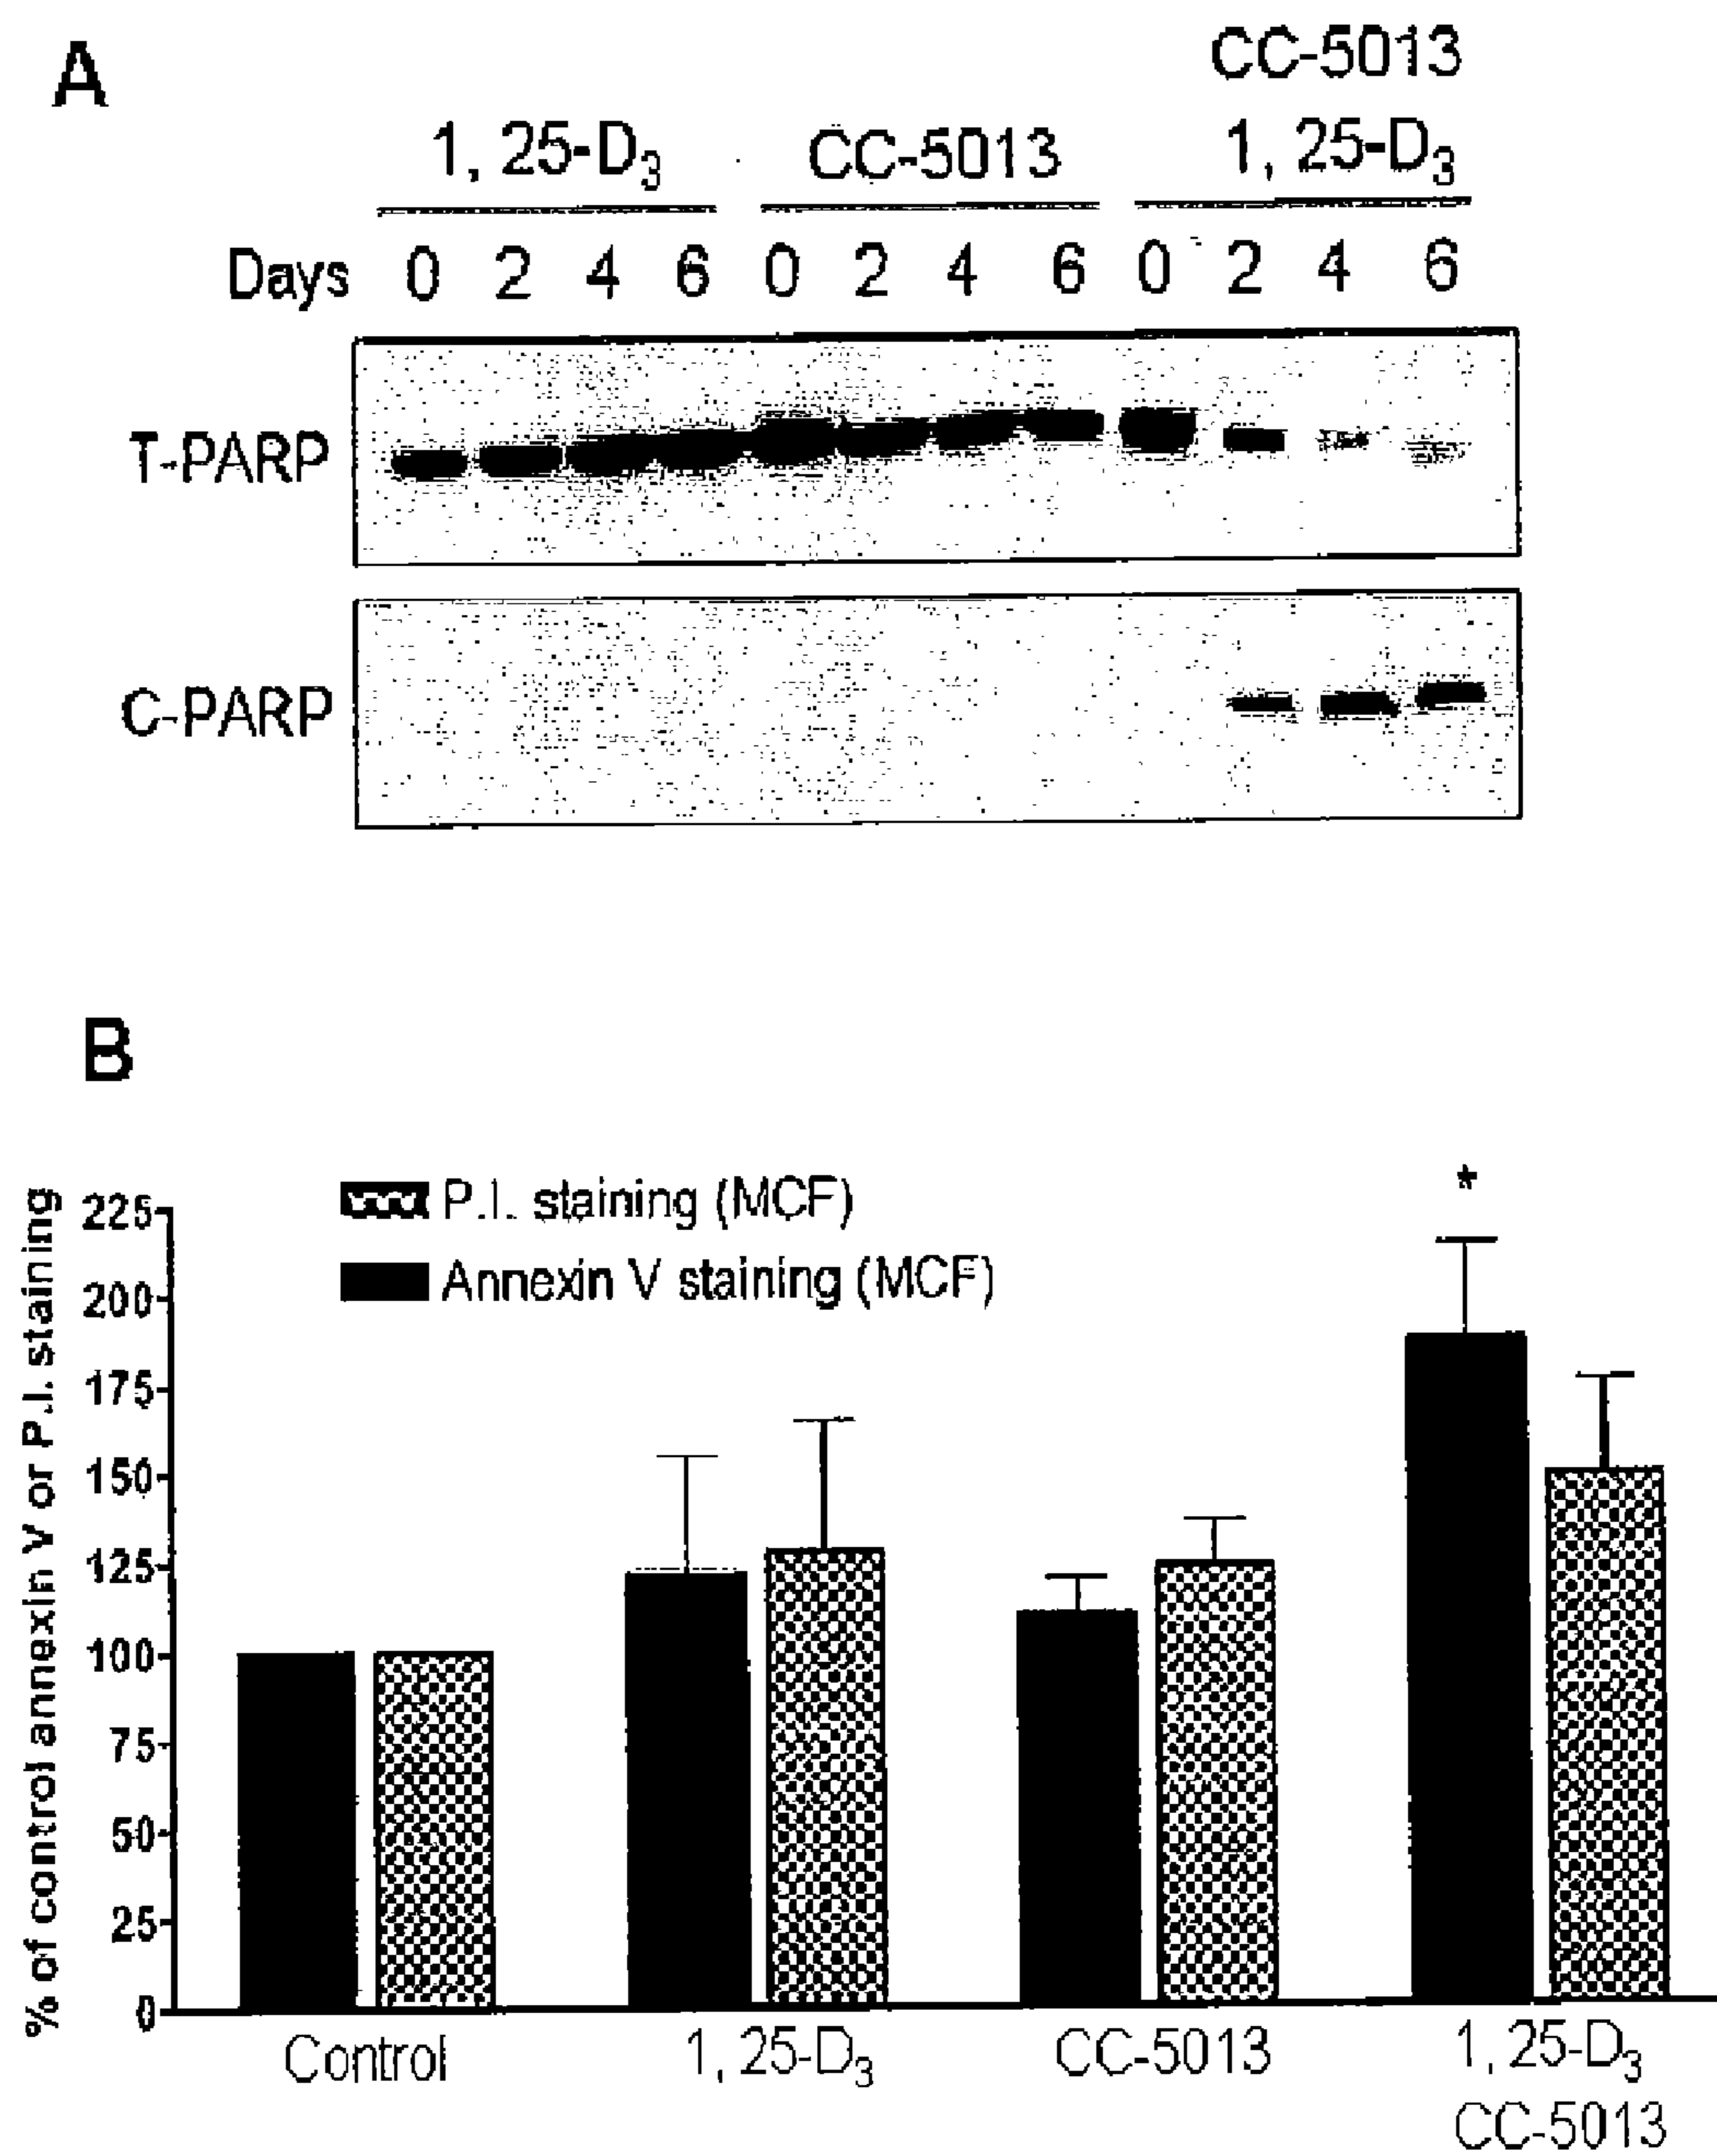 A
CC-5013
1, 25-D3 CC-5013 1, 25-D3
Days 0 2 4 6 0 2 4 6 0 2 4 6
T-PARP
C-PARP
B
% of control annexin V or P.I. staining
225
200
175
150
125
100
75
50
25
0
P.I. staining (MCF)
Annexin V staining (MCF)
*
Control 1, 25-D3 CC-5013 1, 25-D3
CC-5013